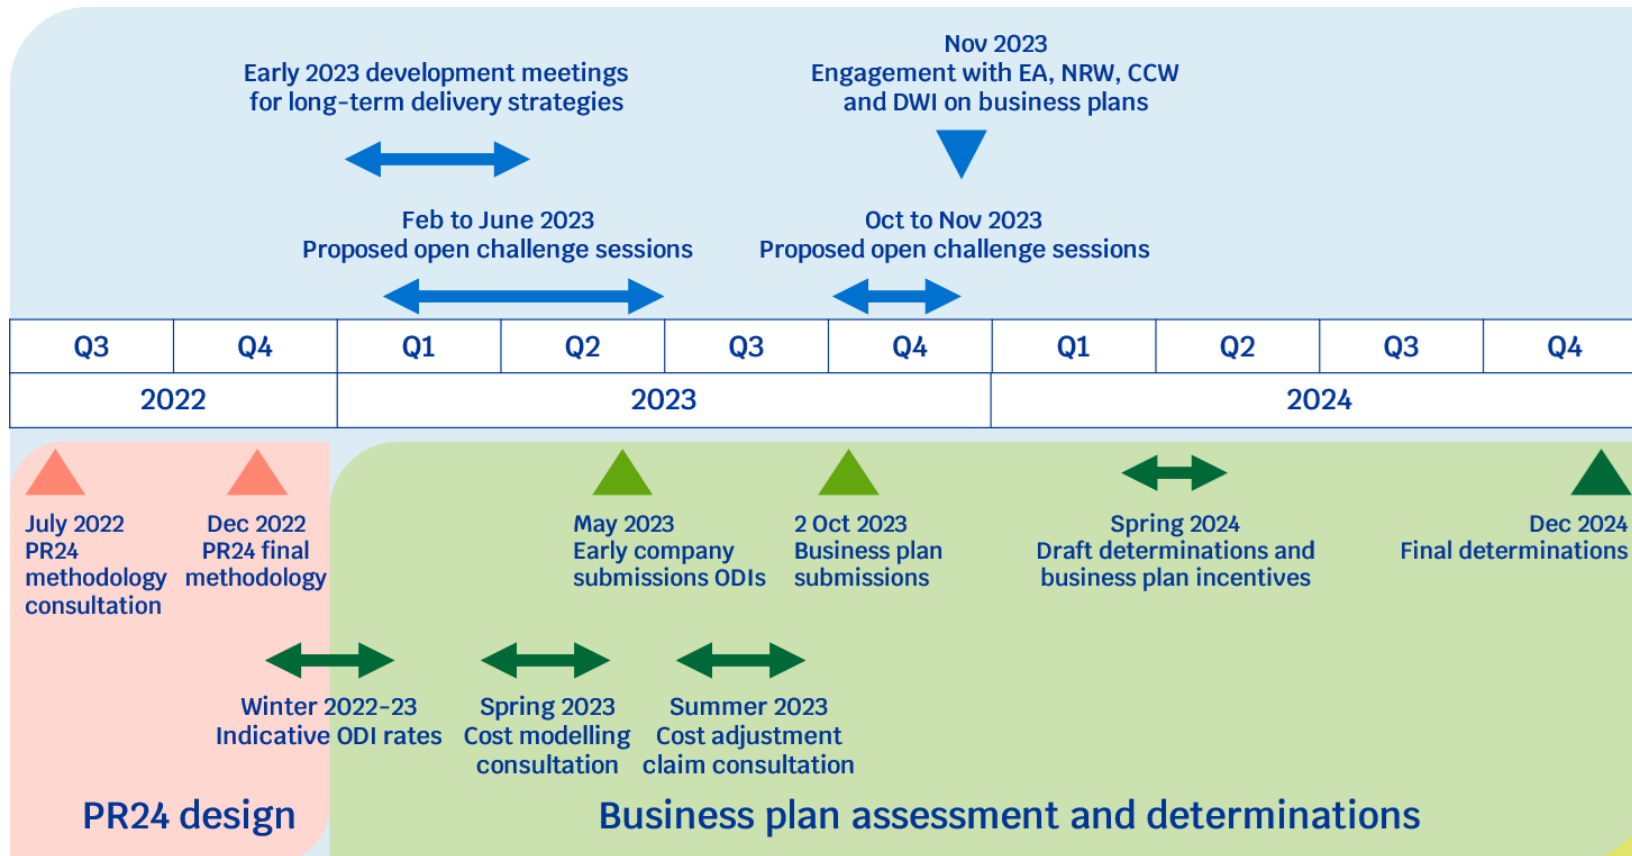 Early 2023 development meetings
for long-term delivery strategies
Nov 2023
Engagement with EA, NRW, CCW
and DWI on business plans
Feb to June 2023
Proposed open challenge sessions
Oct to Nov 2023
Proposed open challenge sessions
Q3 Q4 Q1 Q2 Q3 Q4 Q1 Q2 Q3 Q4
2022 2023 2024
July 2022
PR24
methodology
consultation
Dec 2022
PR24 final
methodology
May 2023
Early company
submissions ODIs
2 Oct 2023
Business plan
submissions
Spring 2024
Draft determinations and
business plan incentives
Dec 2024
Final determinations
Winter 2022-23
Indicative ODI rates
Spring 2023
Cost modelling
consultation
Summer 2023
Cost adjustment
claim consultation
PR24 design
Business plan assessment and determinations